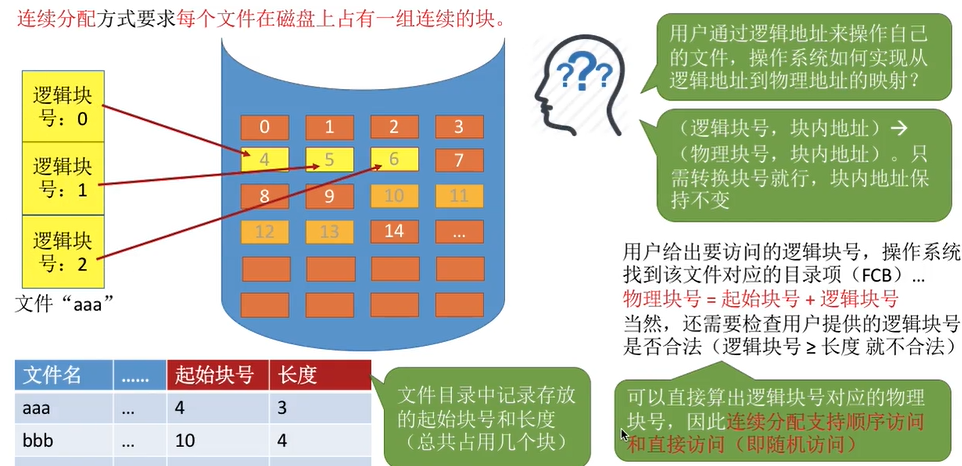 连续分配方式要求每个文件在磁盘上占有一组连续的块。
逻辑块
号：0
逻辑块
号：1
逻辑块
号：2
文件“aaa”
0 1 2 3
4 5 6 7
8 9 10 11
12 13 14 ...
???
用户通过逻辑地址来操作自己
的文件，操作系统如何实现从
逻辑地址到物理地址的映射？
（逻辑块号，块内地址）→
（物理块号，块内地址）。只
需转换块号就行，块内地址保
持不变
用户给出要访问的逻辑块号，操作系统
找到该文件对应的目录项（FCB）...
物理块号 = 起始块号 + 逻辑块号
当然，还需要检查用户提供的逻辑块号
是否合法（逻辑块号 ≥ 长度 就不合法）
文件名 ...... 起始块号 长度
aaa ... 4 3
bbb ... 10 4
文件目录中记录存放
的起始块号和长度
（总共占用几个块）
可以直接算出逻辑块号对应的物理
块号，因此连续分配支持顺序访问
和直接访问（即随机访问）